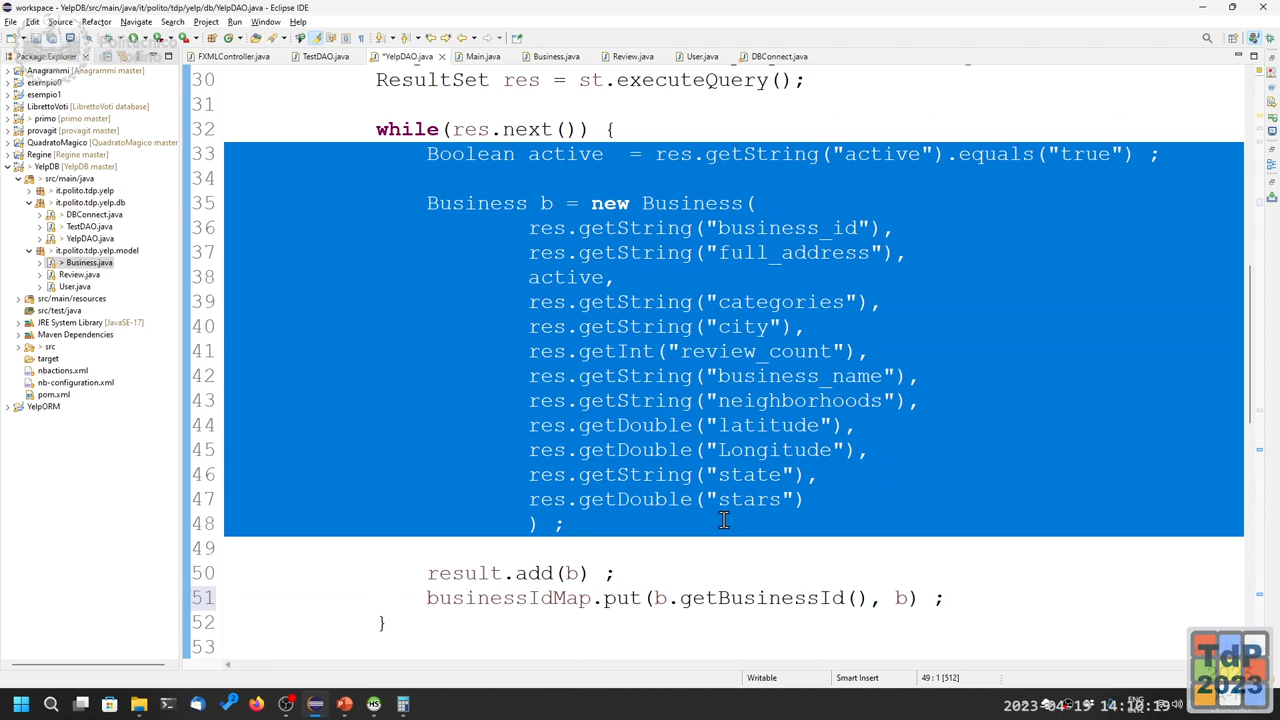 workspace - YelpDB/src/main/java/it/polito/tdp/yelp/db/YelpDAO.java - Eclipse IDE
File Edit Source Refactor Navigate Search Project Run Window Help
Politecnico
Package Explorer
FXMLController.java TestDAO.java *YelpDAO.java Main.java Business.java Review.java User.java DBConnect.java
Anagrammi [Anagrammi master]
esempio0
esempio1
LibrettoVoti [LibrettoVoti database]
> primo [primo master]
provagit [provagit master]
QuadratoMagico [QuadratoMagico master]
Regine [Regine master]
> YelpDB [YelpDB master]
> src/main/java
it.polito.tdp.yelp
> it.polito.tdp.yelp.db
DBConnect.java
TestDAO.java
YelpDAO.java
> it.polito.tdp.yelp.model
> Business.java
Review.java
User.java
src/main/resources
src/test/java
JRE System Library [JavaSE-17]
Maven Dependencies
> src
target
nbactions.xml
nb-configuration.xml
pom.xml
YelpORM
30 ResultSet res = st.executeQuery();
31
32 while(res.next()) {
33 Boolean active = res.getString("active").equals("true") ;
34
35 Business b = new Business(
36 res.getString("business_id"),
37 res.getString("full_address"),
38 active,
39 res.getString("categories"),
40 res.getString("city"),
41 res.getInt("review_count"),
42 res.getString("business_name"),
43 res.getString("neighborhoods"),
44 res.getDouble("latitude"),
45 res.getDouble("Longitude"),
46 res.getString("state"),
47 res.getDouble("stars")
48 ) ;
49
50 result.add(b) ;
51 businessIdMap.put(b.getBusinessId(), b) ;
52 }
53
TdP
2023
Writable Smart Insert 49 : 1 [512]
ENG
2023-04-19 14:10:19